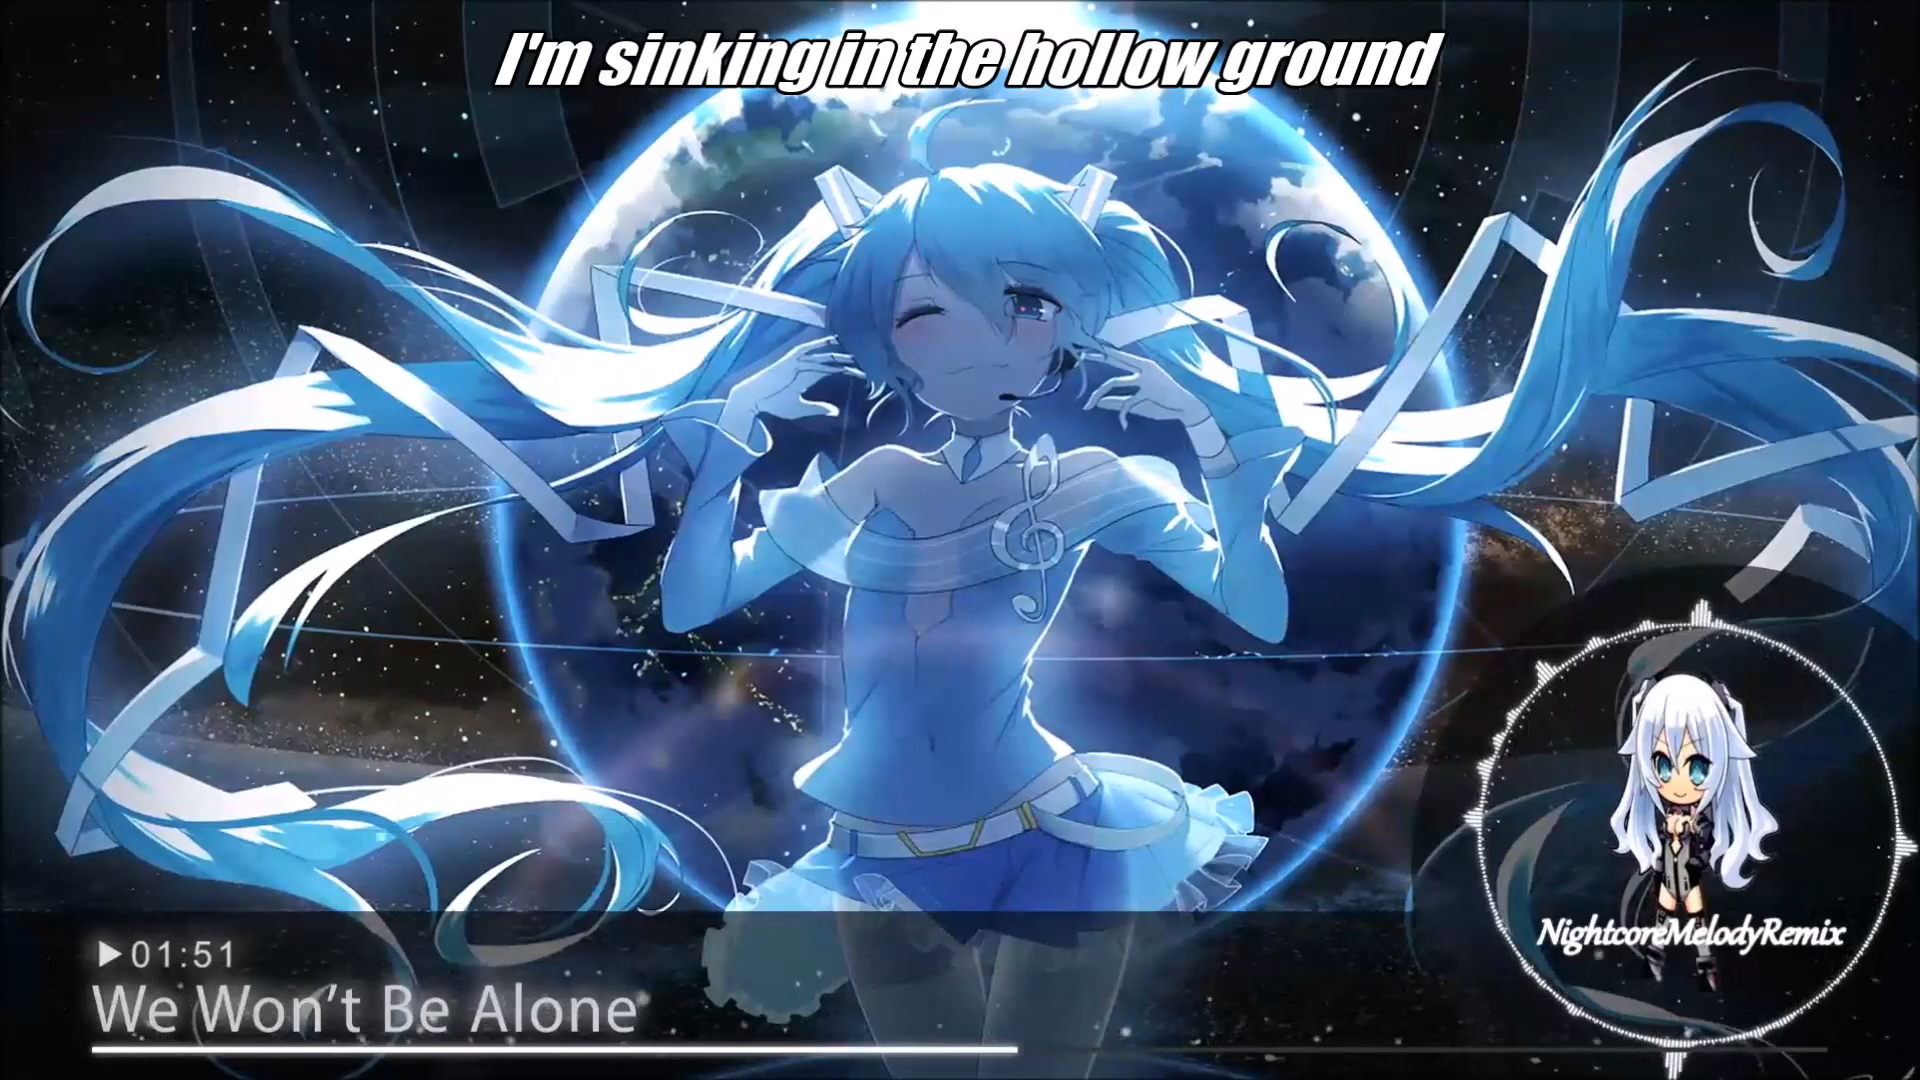 I'm sinking in the hollow ground
NightcoreMelodyRemix
▶01:51
We Won't Be Alone